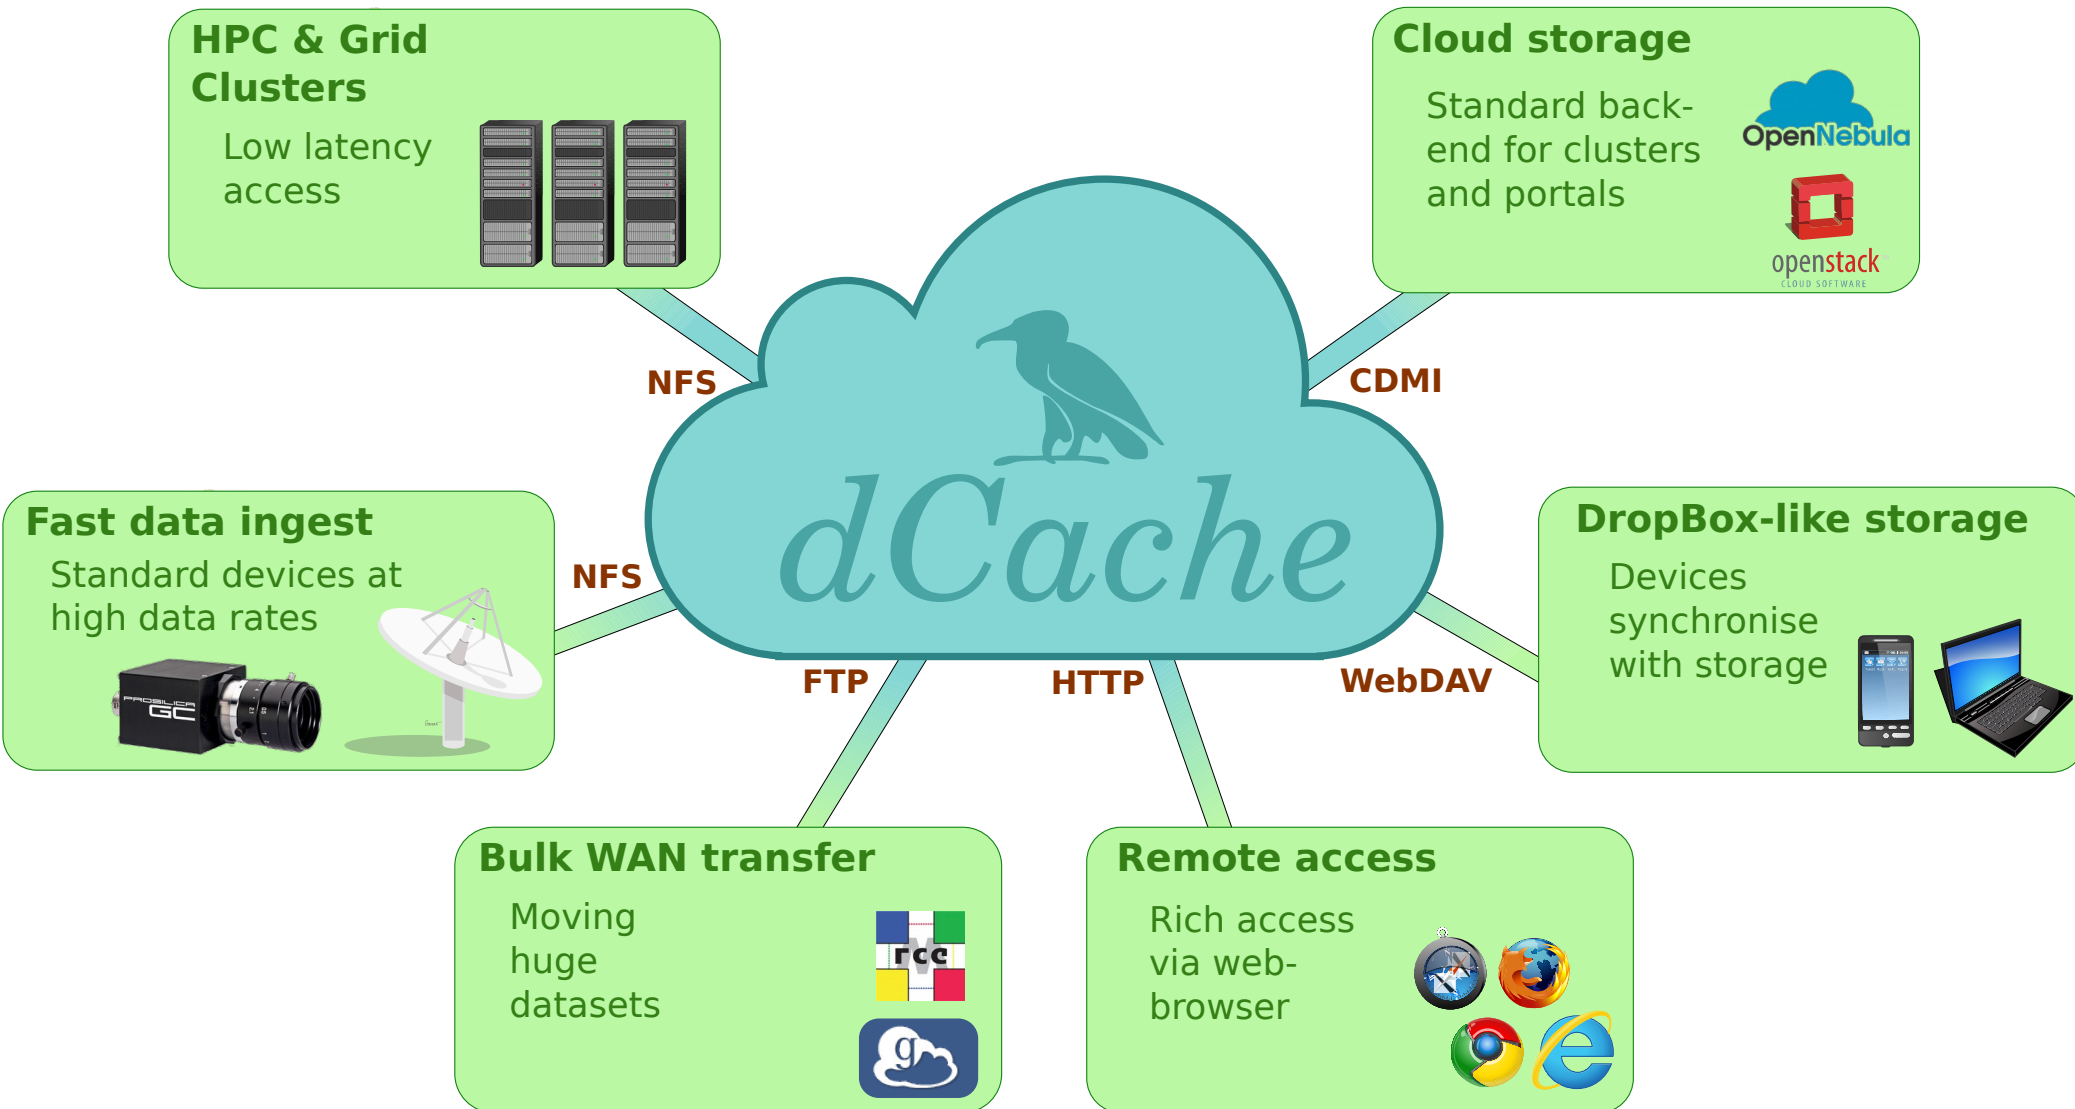 HPC & Grid
Clusters
Low latency
access
Cloud storage
Standard back-
end for clusters
and portals
OpenNebula
openstack
CLOUD SOFTWARE
NFS
CDMI
dCache
Fast data ingest
Standard devices at
high data rates
PROSILICA
GC
NFS
DropBox-like storage
Devices
synchronise
with storage
FTP
HTTP
WebDAV
Bulk WAN transfer
Moving
huge
datasets
rcc
g
Remote access
Rich access
via web-
browser